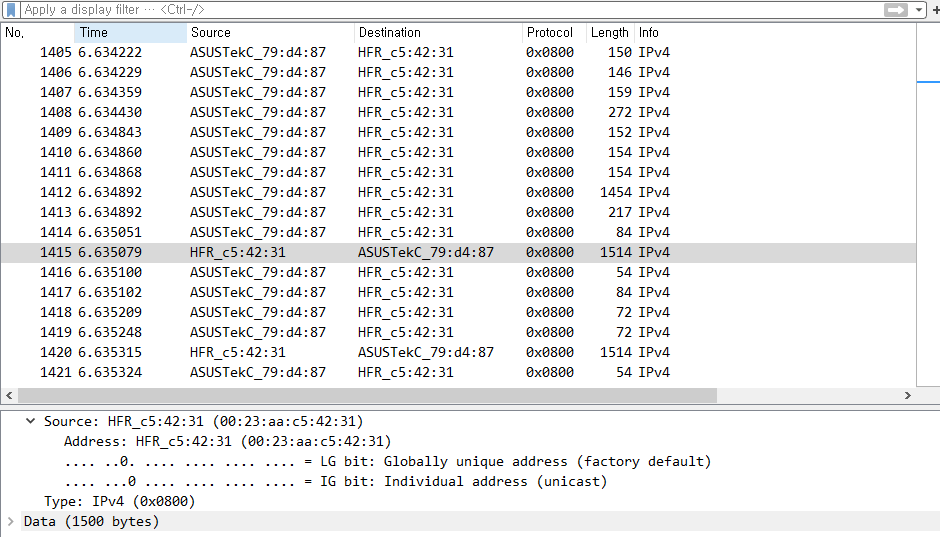 Apply a display filter ··· <Ctrl-/>
No. Time Source Destination Protocol Length Info
1405 6.634222 ASUSTekC_79:d4:87 HFR_c5:42:31 0x0800 150 IPv4
1406 6.634229 ASUSTekC_79:d4:87 HFR_c5:42:31 0x0800 146 IPv4
1407 6.634359 ASUSTekC_79:d4:87 HFR_c5:42:31 0x0800 159 IPv4
1408 6.634430 ASUSTekC_79:d4:87 HFR_c5:42:31 0x0800 272 IPv4
1409 6.634843 ASUSTekC_79:d4:87 HFR_c5:42:31 0x0800 152 IPv4
1410 6.634860 ASUSTekC_79:d4:87 HFR_c5:42:31 0x0800 154 IPv4
1411 6.634868 ASUSTekC_79:d4:87 HFR_c5:42:31 0x0800 154 IPv4
1412 6.634892 ASUSTekC_79:d4:87 HFR_c5:42:31 0x0800 1454 IPv4
1413 6.634892 ASUSTekC_79:d4:87 HFR_c5:42:31 0x0800 217 IPv4
1414 6.635051 ASUSTekC_79:d4:87 HFR_c5:42:31 0x0800 84 IPv4
1415 6.635079 HFR_c5:42:31 ASUSTekC_79:d4:87 0x0800 1514 IPv4
1416 6.635100 ASUSTekC_79:d4:87 HFR_c5:42:31 0x0800 54 IPv4
1417 6.635102 ASUSTekC_79:d4:87 HFR_c5:42:31 0x0800 84 IPv4
1418 6.635209 ASUSTekC_79:d4:87 HFR_c5:42:31 0x0800 72 IPv4
1419 6.635248 ASUSTekC_79:d4:87 HFR_c5:42:31 0x0800 72 IPv4
1420 6.635315 HFR_c5:42:31 ASUSTekC_79:d4:87 0x0800 1514 IPv4
1421 6.635324 ASUSTekC_79:d4:87 HFR_c5:42:31 0x0800 54 IPv4
Source: HFR_c5:42:31 (00:23:aa:c5:42:31)
Address: HFR_c5:42:31 (00:23:aa:c5:42:31)
.... ..0. .... .... .... .... = LG bit: Globally unique address (factory default)
.... ...0 .... .... .... .... = IG bit: Individual address (unicast)
Type: IPv4 (0x0800)
Data (1500 bytes)